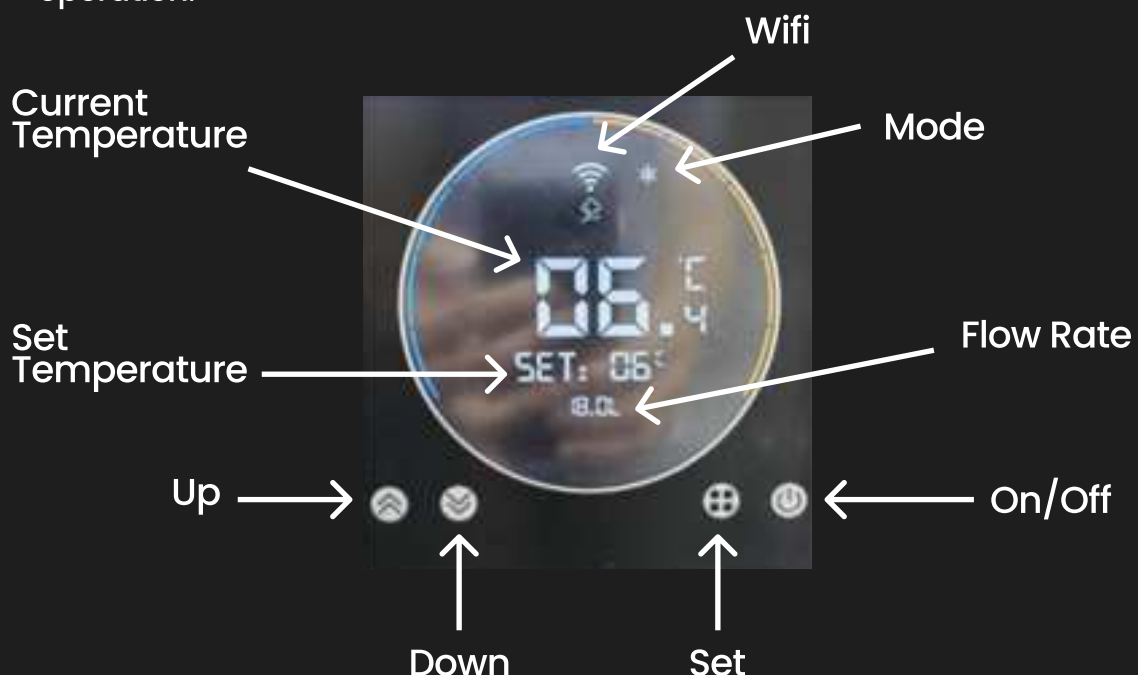 operation.
Wifi
Current
Temperature
Mode
06.4 °C
Set
Temperature
SET: 06°C
Flow Rate
18.0L
Up
On/Off
Down
Set